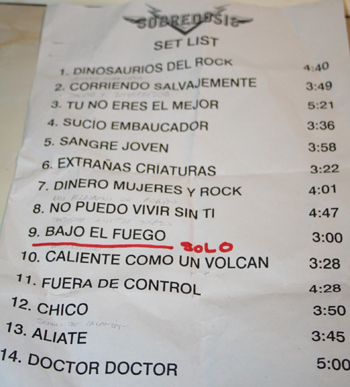 SOBREDOSIS
SET LIST
1. DINOSAURIOS DEL ROCK 4:40
2. CORRIENDO SALVAJEMENTE 3:49
3. TU NO ERES EL MEJOR 5:21
4. SUCIO EMBAUCADOR 3:36
5. SANGRE JOVEN 3:58
6. EXTRAÑAS CRIATURAS 3:22
7. DINERO MUJERES Y ROCK 4:01
8. NO PUEDO VIVIR SIN TI 4:47
9. BAJO EL FUEGO SOLO 3:00
10. CALIENTE COMO UN VOLCAN 3:28
11. FUERA DE CONTROL 4:28
12. CHICO 3:50
13. ALIATE 3:45
14. DOCTOR DOCTOR 5:00